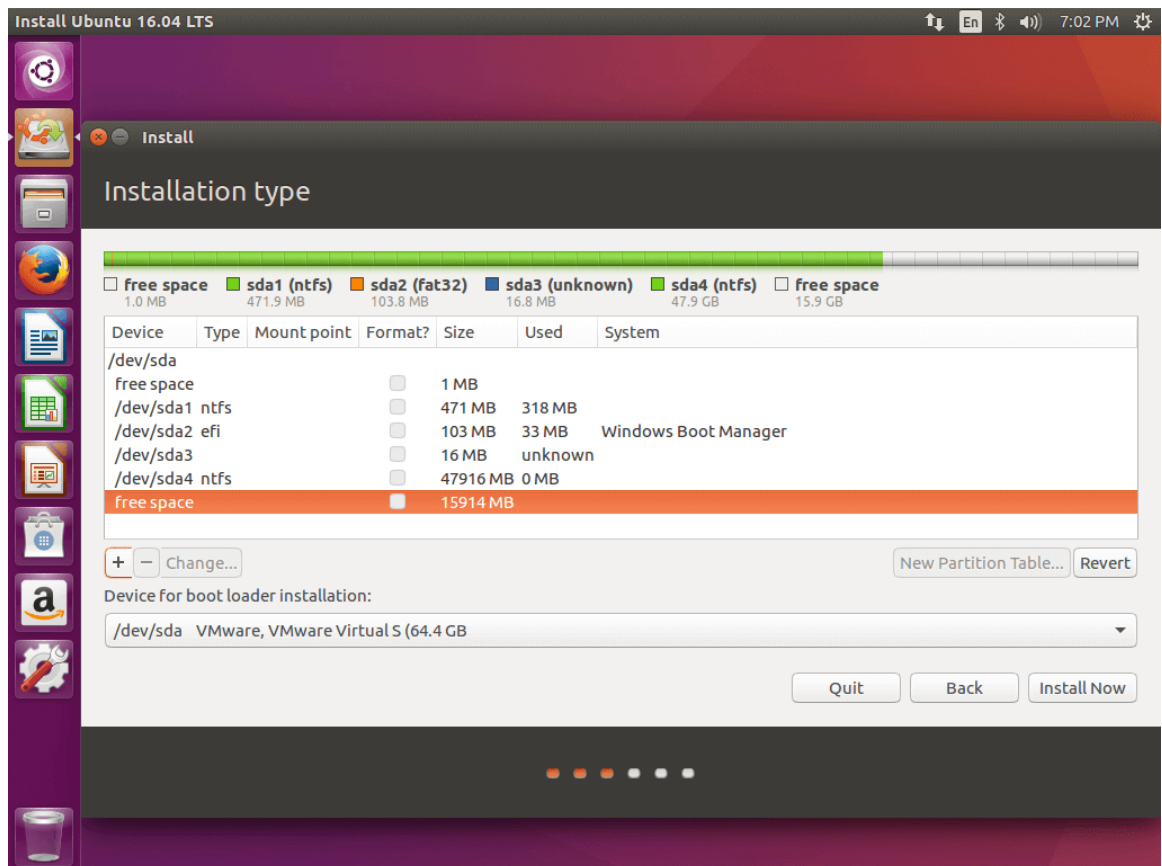 Install Ubuntu 16.04 LTS En 7:02 PM
Install
Installation type
free space sda1 (ntfs) sda2 (fat32) sda3 (unknown) sda4 (ntfs) free space
1.0 MB 471.9 MB 103.8 MB 16.8 MB 47.9 GB 15.9 GB
Device Type Mount point Format? Size Used System
/dev/sda
free space 1 MB
/dev/sda1 ntfs 471 MB 318 MB
/dev/sda2 efi 103 MB 33 MB Windows Boot Manager
/dev/sda3 16 MB unknown
/dev/sda4 ntfs 47916 MB 0 MB
free space 15914 MB
+ − Change... New Partition Table... Revert
Device for boot loader installation:
/dev/sda VMware, VMware Virtual S (64.4 GB
Quit Back Install Now
a